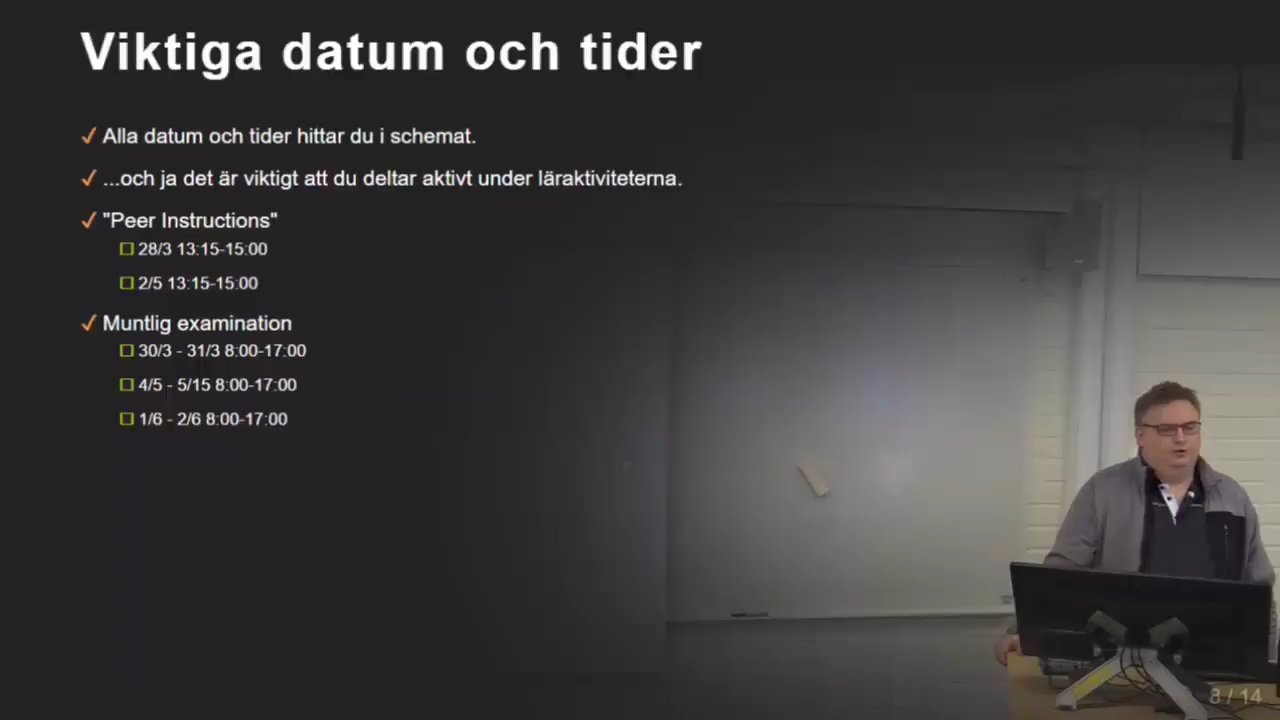 Viktiga datum och tider
Alla datum och tider hittar du i schemat.
...och ja det är viktigt att du deltar aktivt under läraktiviteterna.
"Peer Instructions"
28/3 13:15-15:00
2/5 13:15-15:00
Muntlig examination
30/3 - 31/3 8:00-17:00
4/5 - 5/15 8:00-17:00
1/6 - 2/6 8:00-17:00
8 / 14